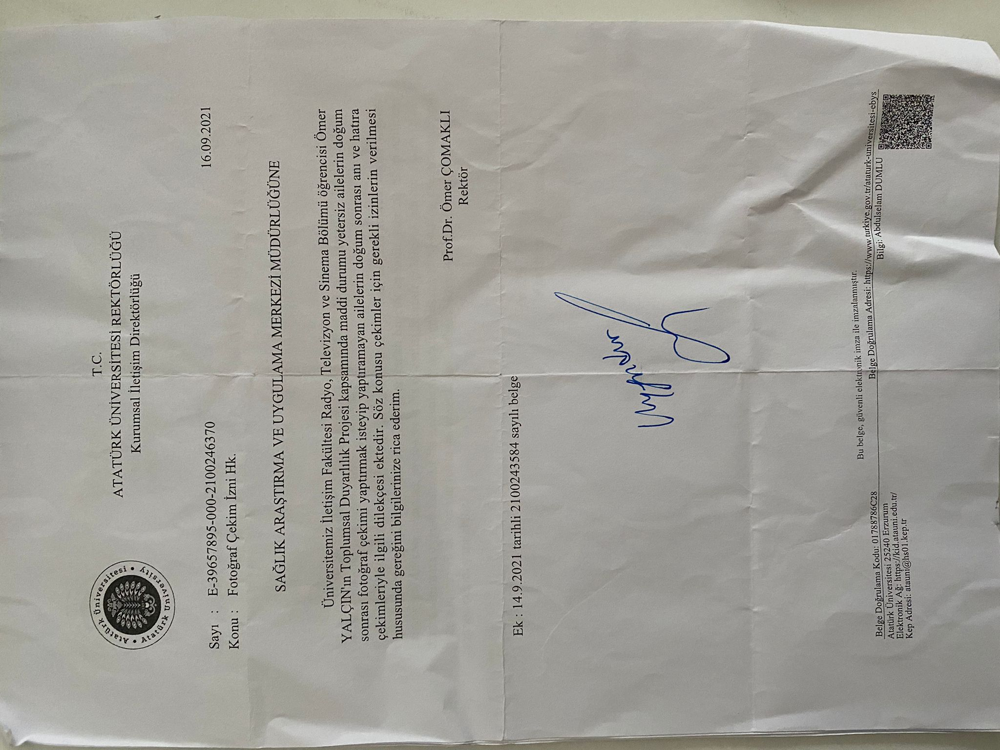 T.C.
ATATÜRK ÜNİVERSİTESİ REKTÖRLÜĞÜ
Kurumsal İletişim Direktörlüğü
Atatürk Üniversitesi • Atatürk University •
Sayı : E-39657895-000-2100246370
16.09.2021
Konu : Fotoğraf Çekim İzni Hk.
SAĞLIK ARAŞTIRMA VE UYGULAMA MERKEZİ MÜDÜRLÜĞÜNE
Üniversitemiz İletişim Fakültesi Radyo, Televizyon ve Sinema Bölümü öğrencisi Ömer
YALÇIN'ın Toplumsal Duyarlılık Projesi kapsamında maddi durumu yetersiz ailelerin doğum
sonrası fotoğraf çekimi yaptırmak isteyip yaptıramayan ailelerin doğum sonrası anı ve hatıra
çekimleriyle ilgili dilekçesi ektedir. Söz konusu çekimler için gerekli izinlerin verilmesi
hususunda gereğini bilgilerinize rica ederim.
Prof.Dr. Ömer ÇOMAKLI
Rektör
Ek : 14.9.2021 tarihli 2100243584 sayılı belge
uygundur
Bu belge, güvenli elektronik imza ile imzalanmıştır.
Belge Doğrulama Kodu: 01788786C28
Belge Doğrulama Adresi: https://www.turkiye.gov.tr/ataturk-universitesi-ebys
Atatürk Üniversitesi 25240 Erzurum
Bilgi: Abdulselam DUMLU
Elektronik Ağ: https://kid.atauni.edu.tr/
Kep Adresi: atauni@hs01.kep.tr